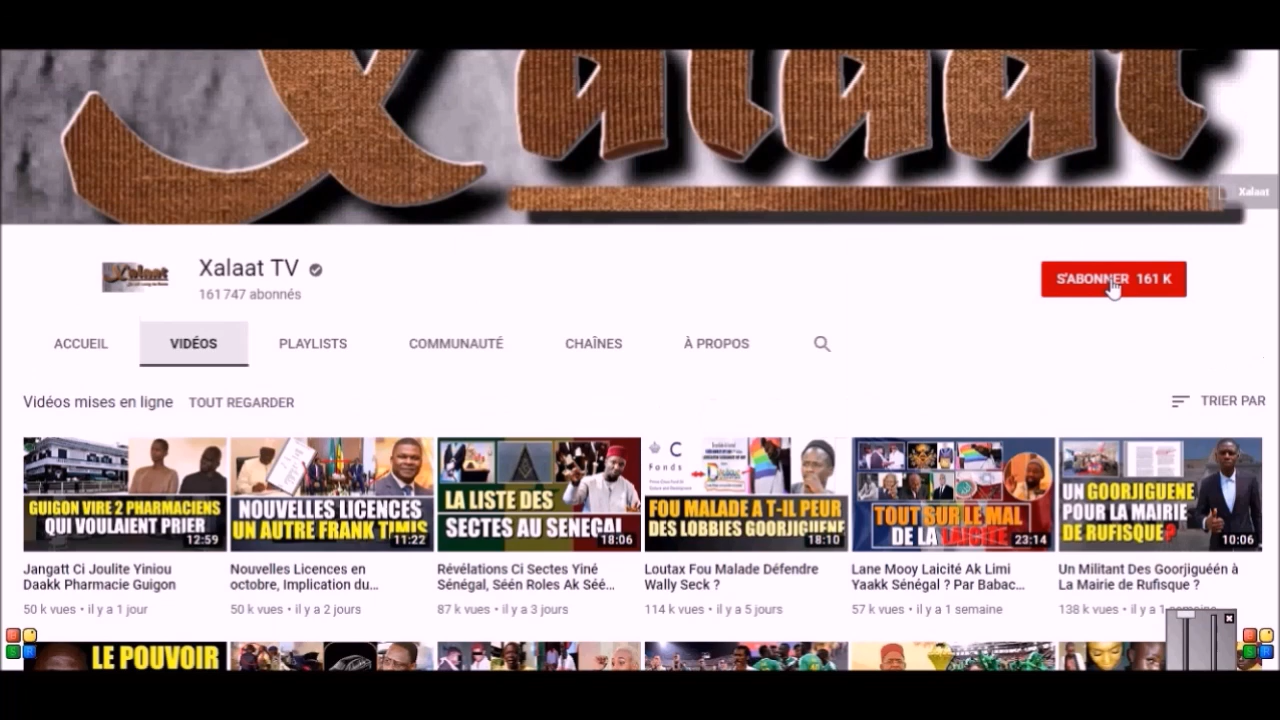 Xalaat
Xalaat
Xalaat
Xalaat TV
161 747 abonnés
S'ABONNER 161 K
ACCUEIL VIDÉOS PLAYLISTS COMMUNAUTÉ CHAÎNES À PROPOS
Vidéos mises en ligne TOUT REGARDER TRIER PAR
GUIGON VIRE 2 PHARMACIENS
QUI VOULAIENT PRIER
12:59
Jangatt Ci Joulite Yiniou
Daakk Pharmacie Guigon
50 k vues • il y a 1 jour
NOUVELLES LICENCES
UN AUTRE FRANK TIMIS
11:22
Nouvelles Licences en
octobre, Implication du...
50 k vues • il y a 2 jours
LA LISTE DES
SECTES AU SENEGAL
18:06
Révélations Ci Sectes Yiné
Sénégal, Séén Roles Ak Séé...
87 k vues • il y a 3 jours
C
Fonds
FOU MALADE A T-IL PEUR
DES LOBBIES GOORJIGUENE
18:10
Loutax Fou Malade Défendre
Wally Seck ?
114 k vues • il y a 5 jours
TOUT SUR LE MAL
DE LA LAICITE
23:14
Lane Mooy Laicité Ak Limi
Yaakk Sénégal ? Par Babac...
57 k vues • il y a 1 semaine
UN GOORJIGUENE
POUR LA MAIRIE
DE RUFISQUE?
10:06
Un Militant Des Goorjiguéén à
La Mairie de Rufisque ?
138 k vues • il y a 1 semaine
LE POUVOIR